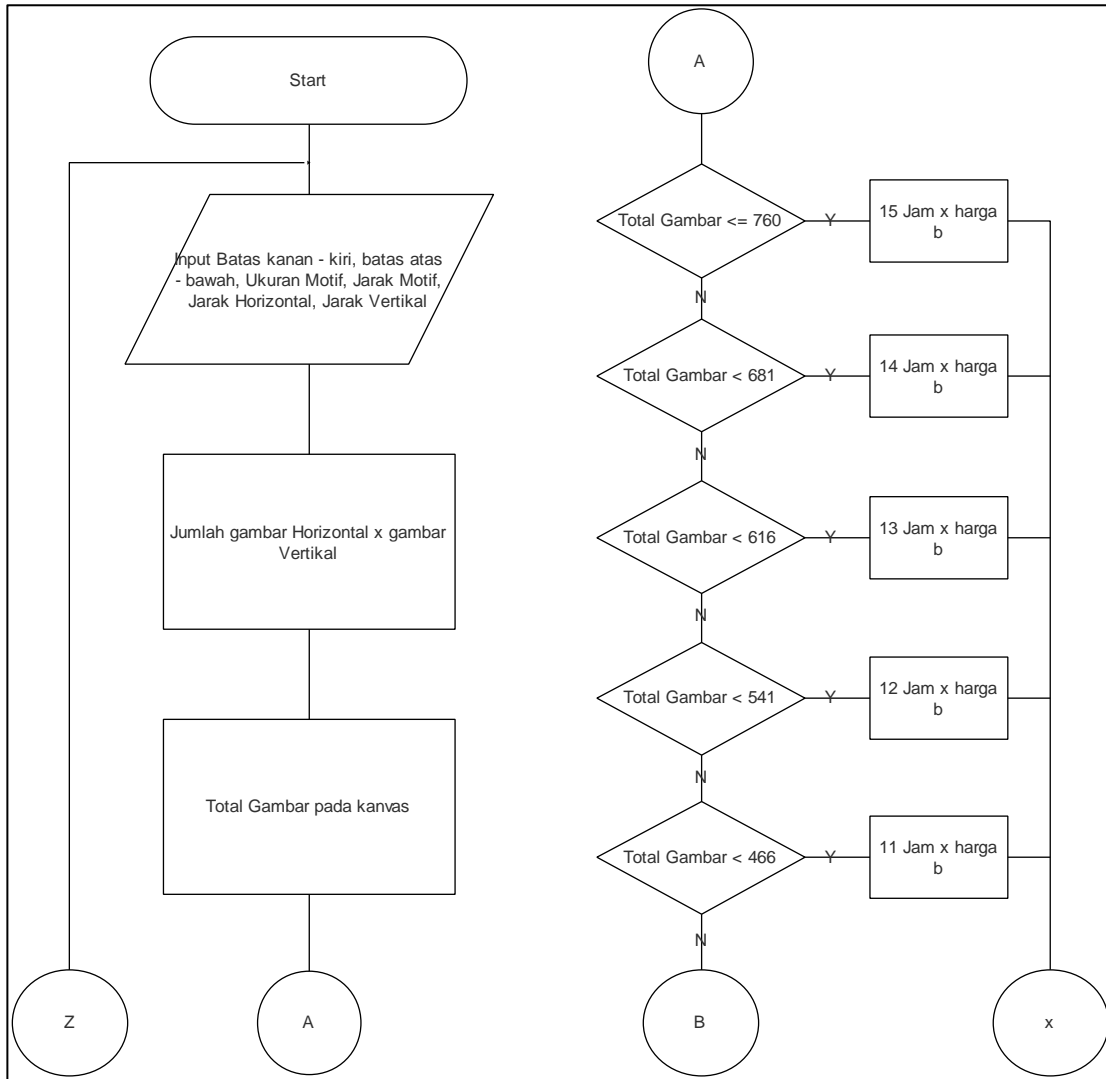 Start
Input Batas kanan - kiri, batas atas
- bawah, Ukuran Motif, Jarak Motif,
Jarak Horizontal, Jarak Vertikal
Jumlah gambar Horizontal x gambar
Vertikal
Total Gambar pada kanvas
Z
A
A
Total Gambar <= 760
Y
15 Jam x harga
b
N
Total Gambar < 681
Y
14 Jam x harga
b
N
Total Gambar < 616
Y
13 Jam x harga
b
N
Total Gambar < 541
Y
12 Jam x harga
b
N
Total Gambar < 466
Y
11 Jam x harga
b
N
B
x